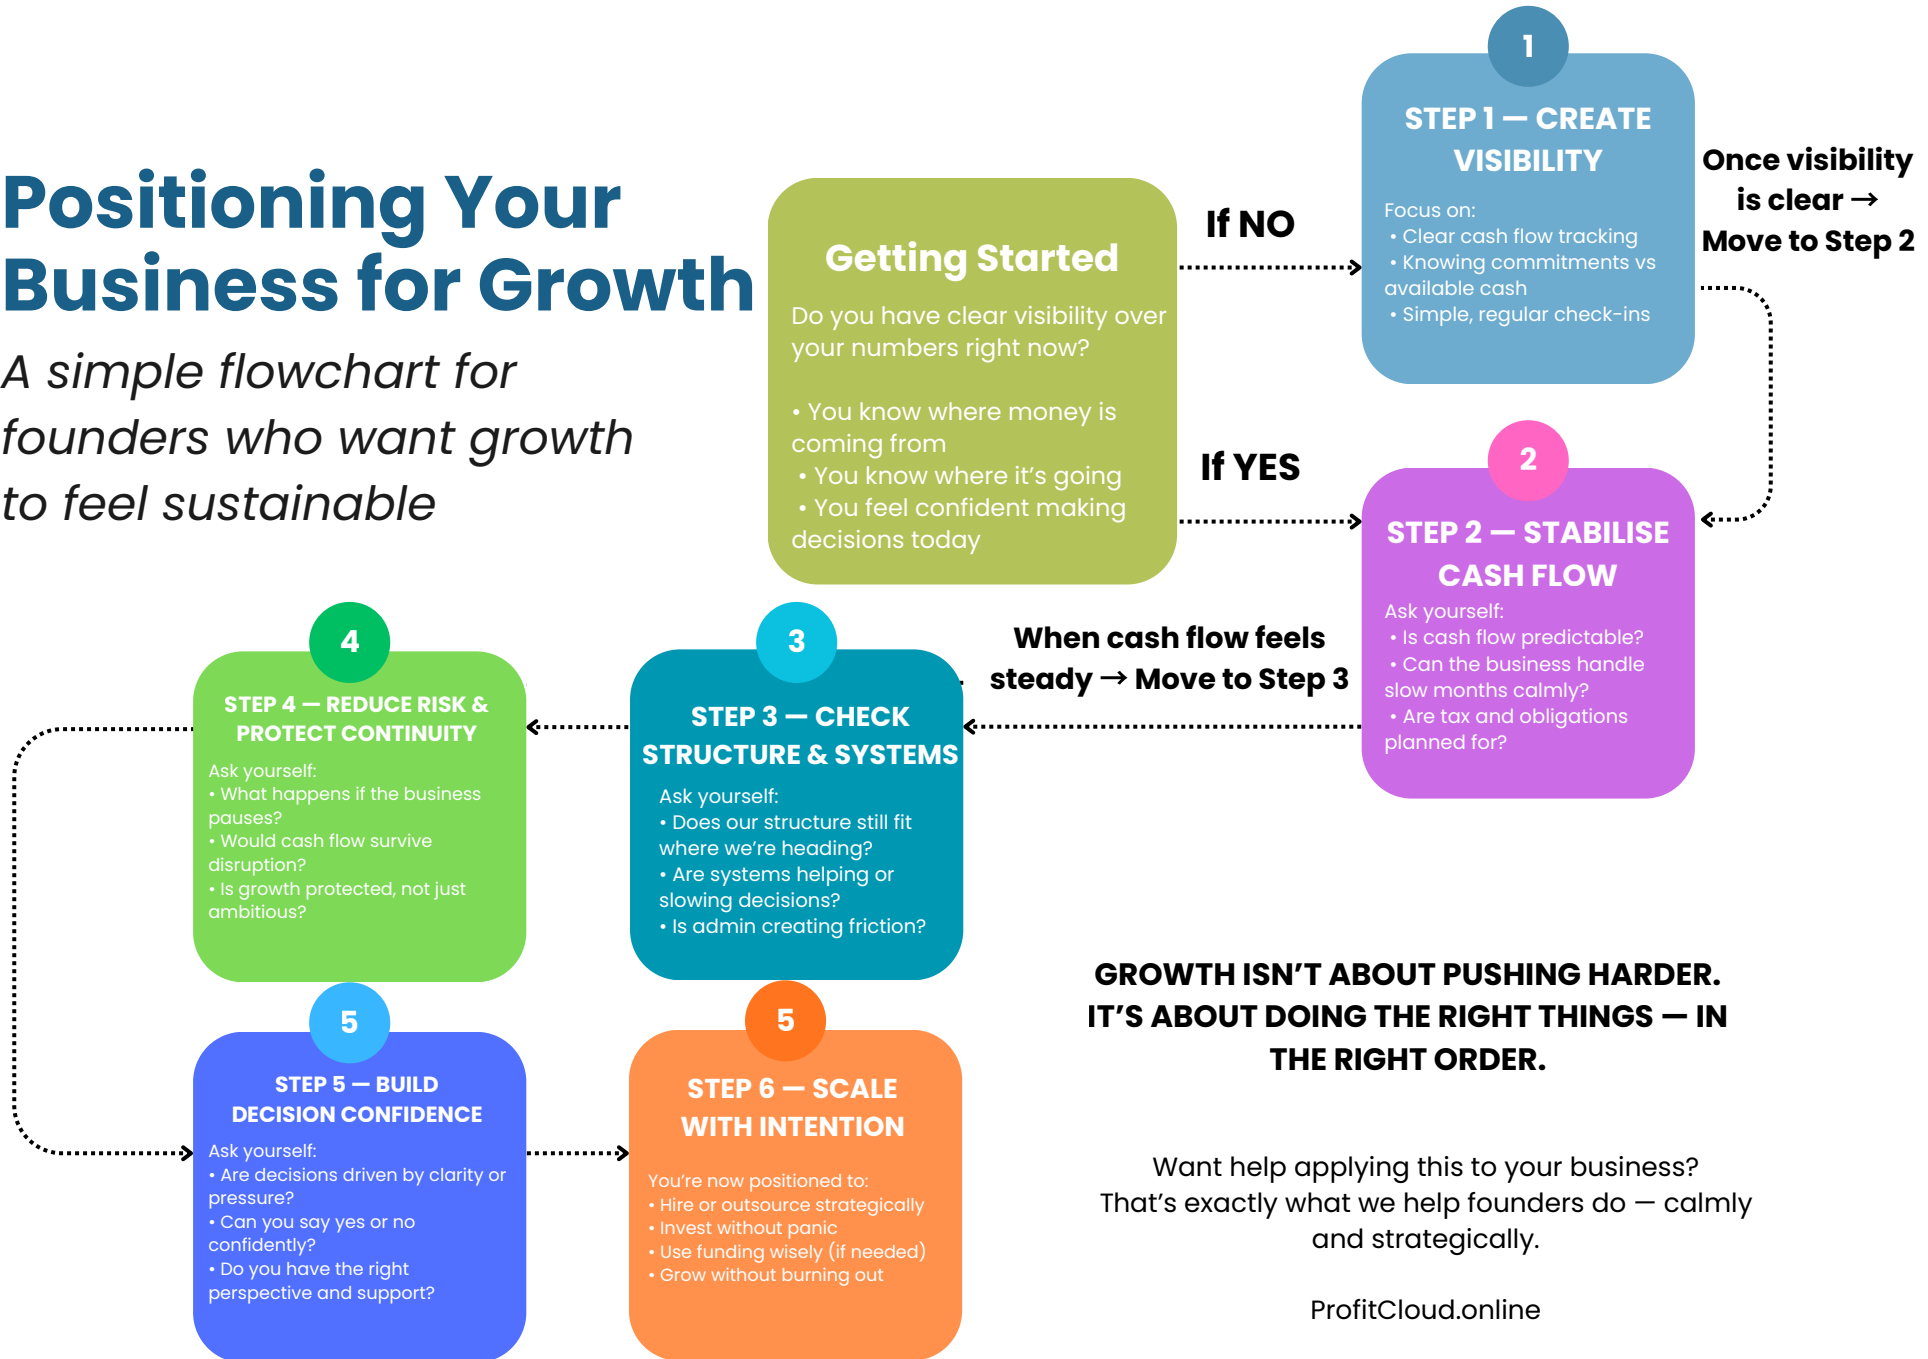 Positioning Your
Business for Growth
A simple flowchart for
founders who want growth
to feel sustainable
Getting Started
Do you have clear visibility over
your numbers right now?
• You know where money is
coming from
• You know where it’s going
• You feel confident making
decisions today
If NO
If YES
1
STEP 1 — CREATE
VISIBILITY
Focus on:
• Clear cash flow tracking
• Knowing commitments vs
available cash
• Simple, regular check-ins
Once visibility
is clear →
Move to Step 2
2
STEP 2 — STABILISE
CASH FLOW
Ask yourself:
• Is cash flow predictable?
• Can the business handle
slow months calmly?
• Are tax and obligations
planned for?
When cash flow feels
steady → Move to Step 3
3
STEP 3 — CHECK
STRUCTURE & SYSTEMS
Ask yourself:
• Does our structure still fit
where we’re heading?
• Are systems helping or
slowing decisions?
• Is admin creating friction?
4
STEP 4 — REDUCE RISK &
PROTECT CONTINUITY
Ask yourself:
• What happens if the business
pauses?
• Would cash flow survive
disruption?
• Is growth protected, not just
ambitious?
5
STEP 5 — BUILD
DECISION CONFIDENCE
Ask yourself:
• Are decisions driven by clarity or
pressure?
• Can you say yes or no
confidently?
• Do you have the right
perspective and support?
5
STEP 6 — SCALE
WITH INTENTION
You’re now positioned to:
• Hire or outsource strategically
• Invest without panic
• Use funding wisely (if needed)
• Grow without burning out
GROWTH ISN’T ABOUT PUSHING HARDER.
IT’S ABOUT DOING THE RIGHT THINGS — IN
THE RIGHT ORDER.
Want help applying this to your business?
That’s exactly what we help founders do — calmly
and strategically.
ProfitCloud.online